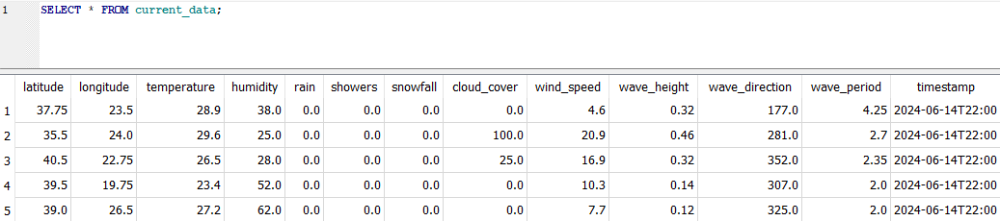 1 SELECT * FROM current_data;
latitude longitude temperature humidity rain showers snowfall cloud_cover wind_speed wave_height wave_direction wave_period timestamp
1 37.75 23.5 28.9 38.0 0.0 0.0 0.0 0.0 4.6 0.32 177.0 4.25 2024-06-14T22:00
2 35.5 24.0 29.6 25.0 0.0 0.0 0.0 100.0 20.9 0.46 281.0 2.7 2024-06-14T22:00
3 40.5 22.75 26.5 28.0 0.0 0.0 0.0 25.0 16.9 0.32 352.0 2.35 2024-06-14T22:00
4 39.5 19.75 23.4 52.0 0.0 0.0 0.0 0.0 10.3 0.14 307.0 2.0 2024-06-14T22:00
5 39.0 26.5 27.2 62.0 0.0 0.0 0.0 0.0 7.7 0.12 325.0 2.0 2024-06-14T22:00